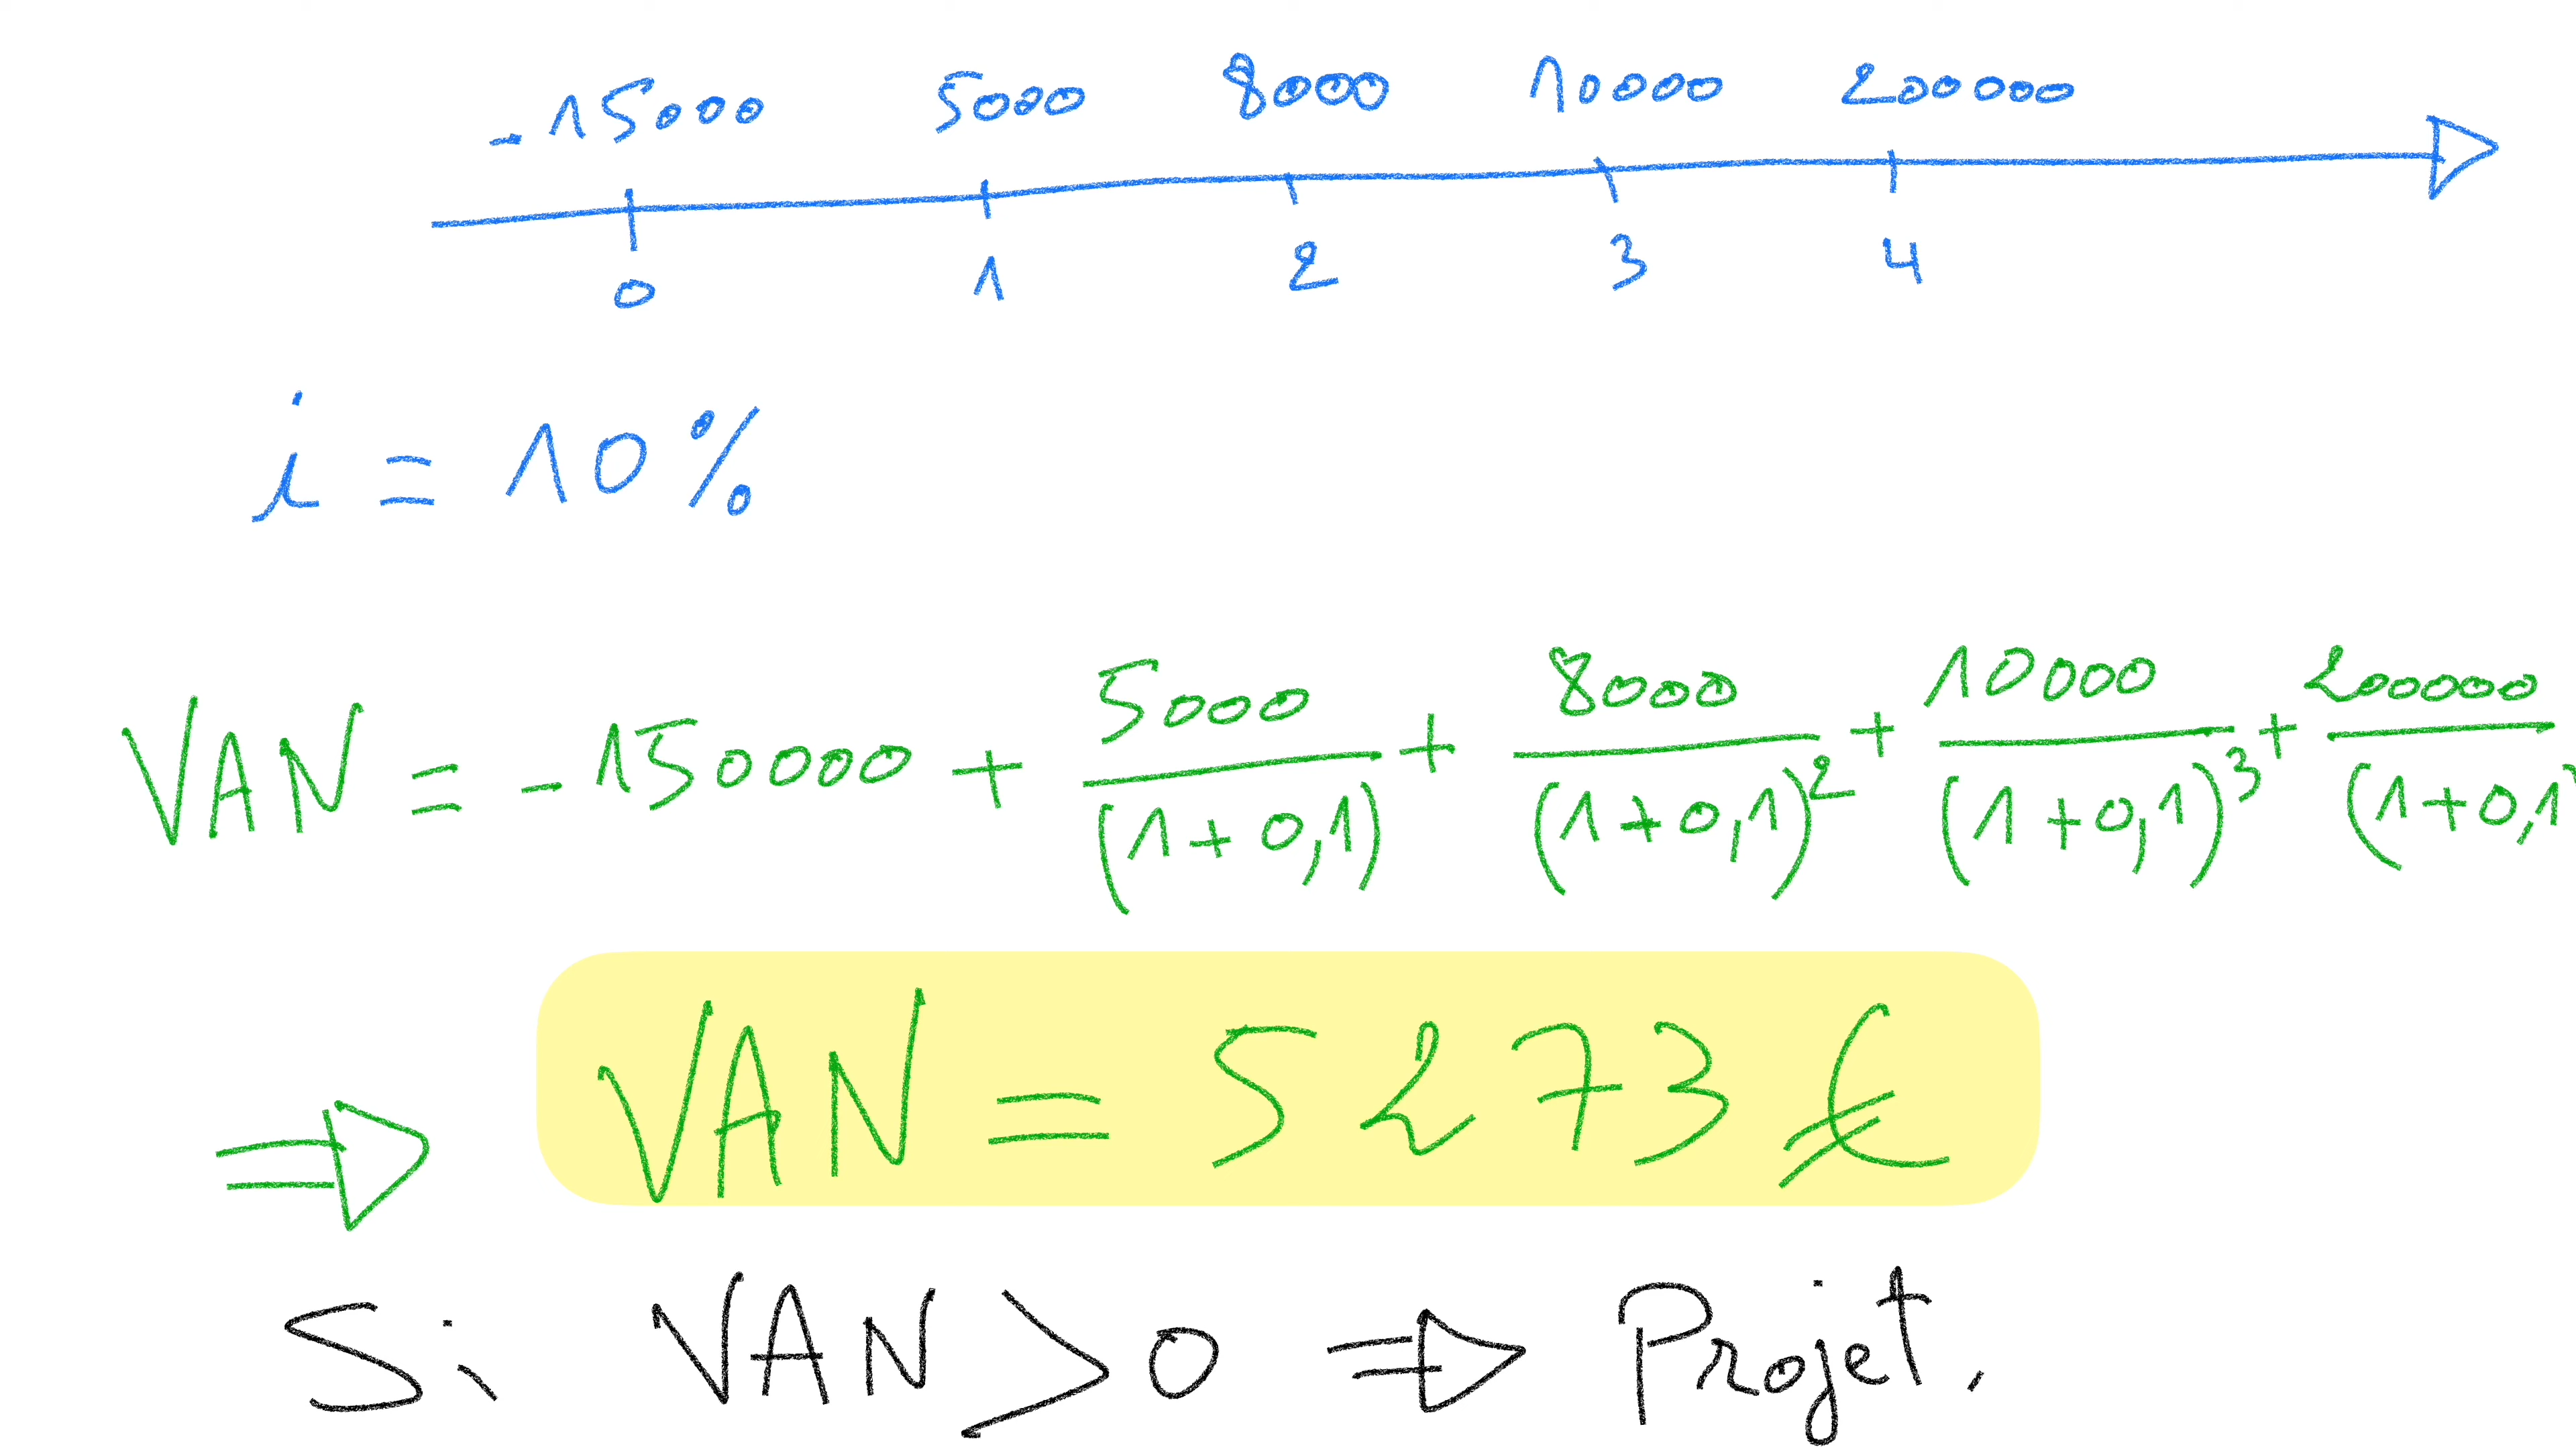 -15000 5000 8000 10000 200000
0 1 2 3 4
i = 10%
VAN = -150000 + 5000/(1+0,1) + 8000/(1+0,1)² + 10000/(1+0,1)³ + 200000/(1+0,1)
⇒ VAN = 5273€
Si VAN > 0 ⇒ Projet.